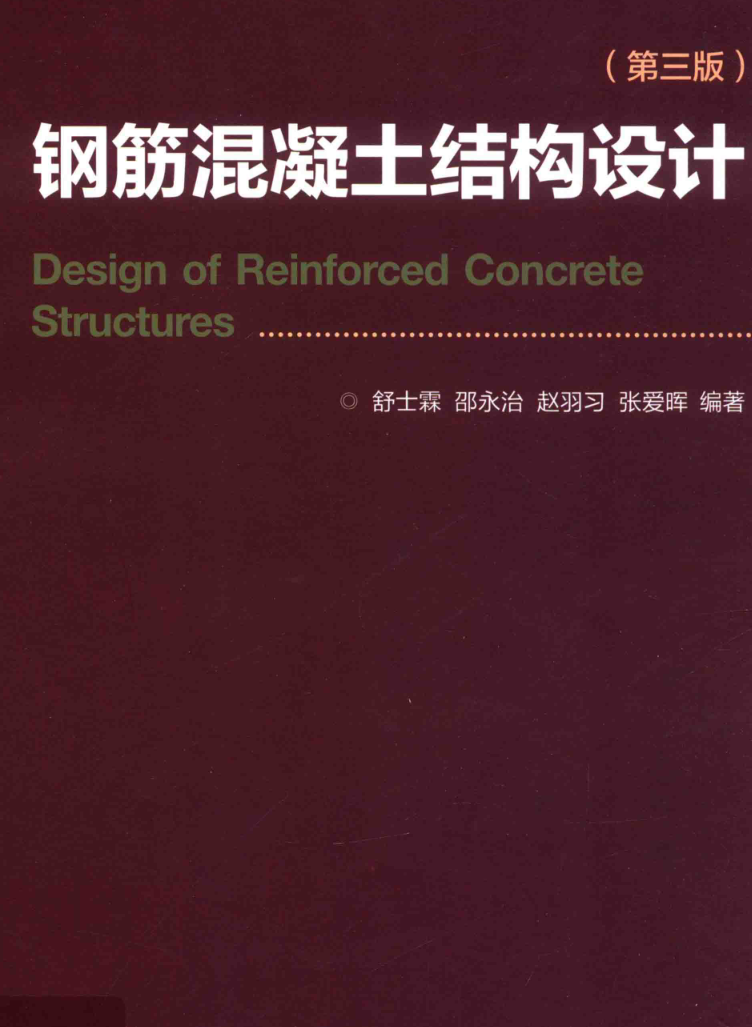 （第三版）
钢筋混凝土结构设计
Design of Reinforced Concrete
Structures
◎ 舒士霖 邵永治 赵羽习 张爱晖 编著